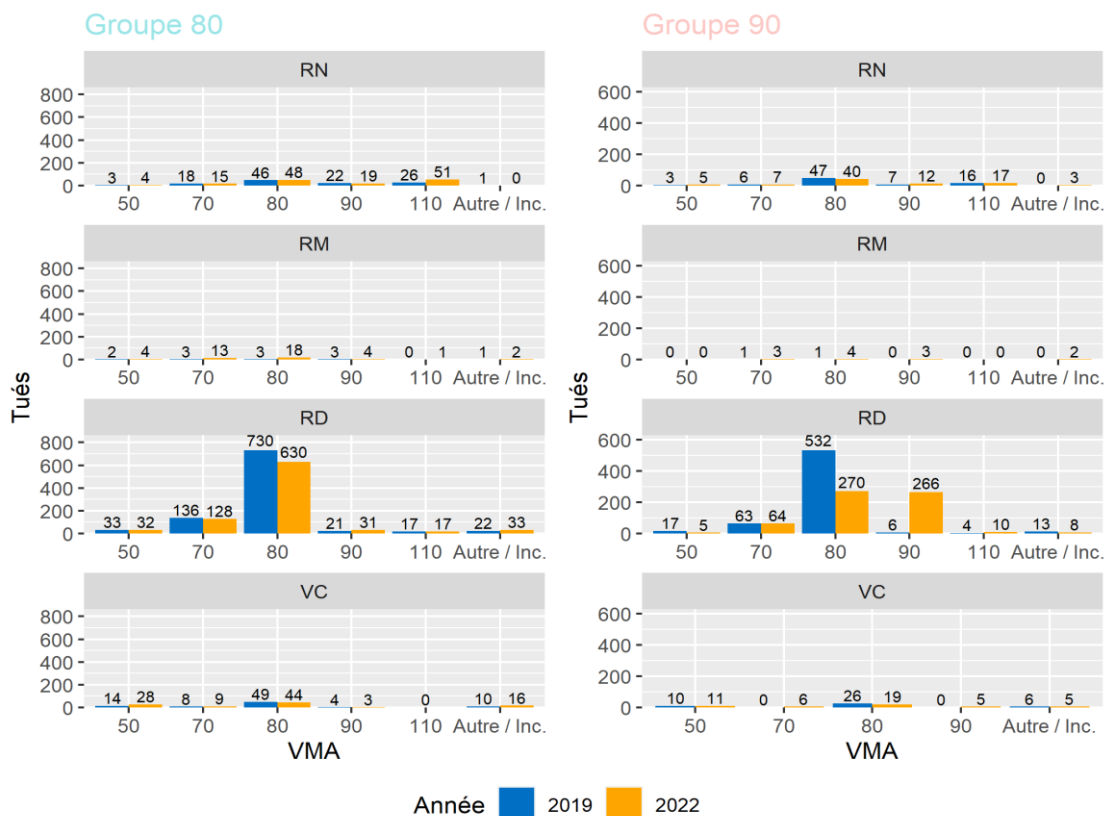 Groupe 80
RN
800
600
400
200
0
3 4 18 15 46 48 22 19 26 51 1 0
50 70 80 90 110 Autre / Inc.
RM
800
600
400
200
0
2 4 3 13 3 18 3 4 0 1 1 2
50 70 80 90 110 Autre / Inc.
Tués
RD
800
600
400
200
0
33 32 136 128 730 630 21 31 17 17 22 33
50 70 80 90 110 Autre / Inc.
VC
800
600
400
200
0
14 28 8 9 49 44 4 3 0 10 16
50 70 80 90 110 Autre / Inc.
VMA
Groupe 90
RN
600
400
200
0
3 5 6 7 47 40 7 12 16 17 0 3
50 70 80 90 110 Autre / Inc.
RM
600
400
200
0
0 0 1 3 1 4 0 3 0 0 0 2
50 70 80 90 110 Autre / Inc.
Tués
RD
600
400
200
0
17 5 63 64 532 270 6 266 4 10 13 8
50 70 80 90 110 Autre / Inc.
VC
600
400
200
0
10 11 0 6 26 19 0 5 6 5
50 70 80 90 Autre / Inc.
VMA
Année 2019 2022